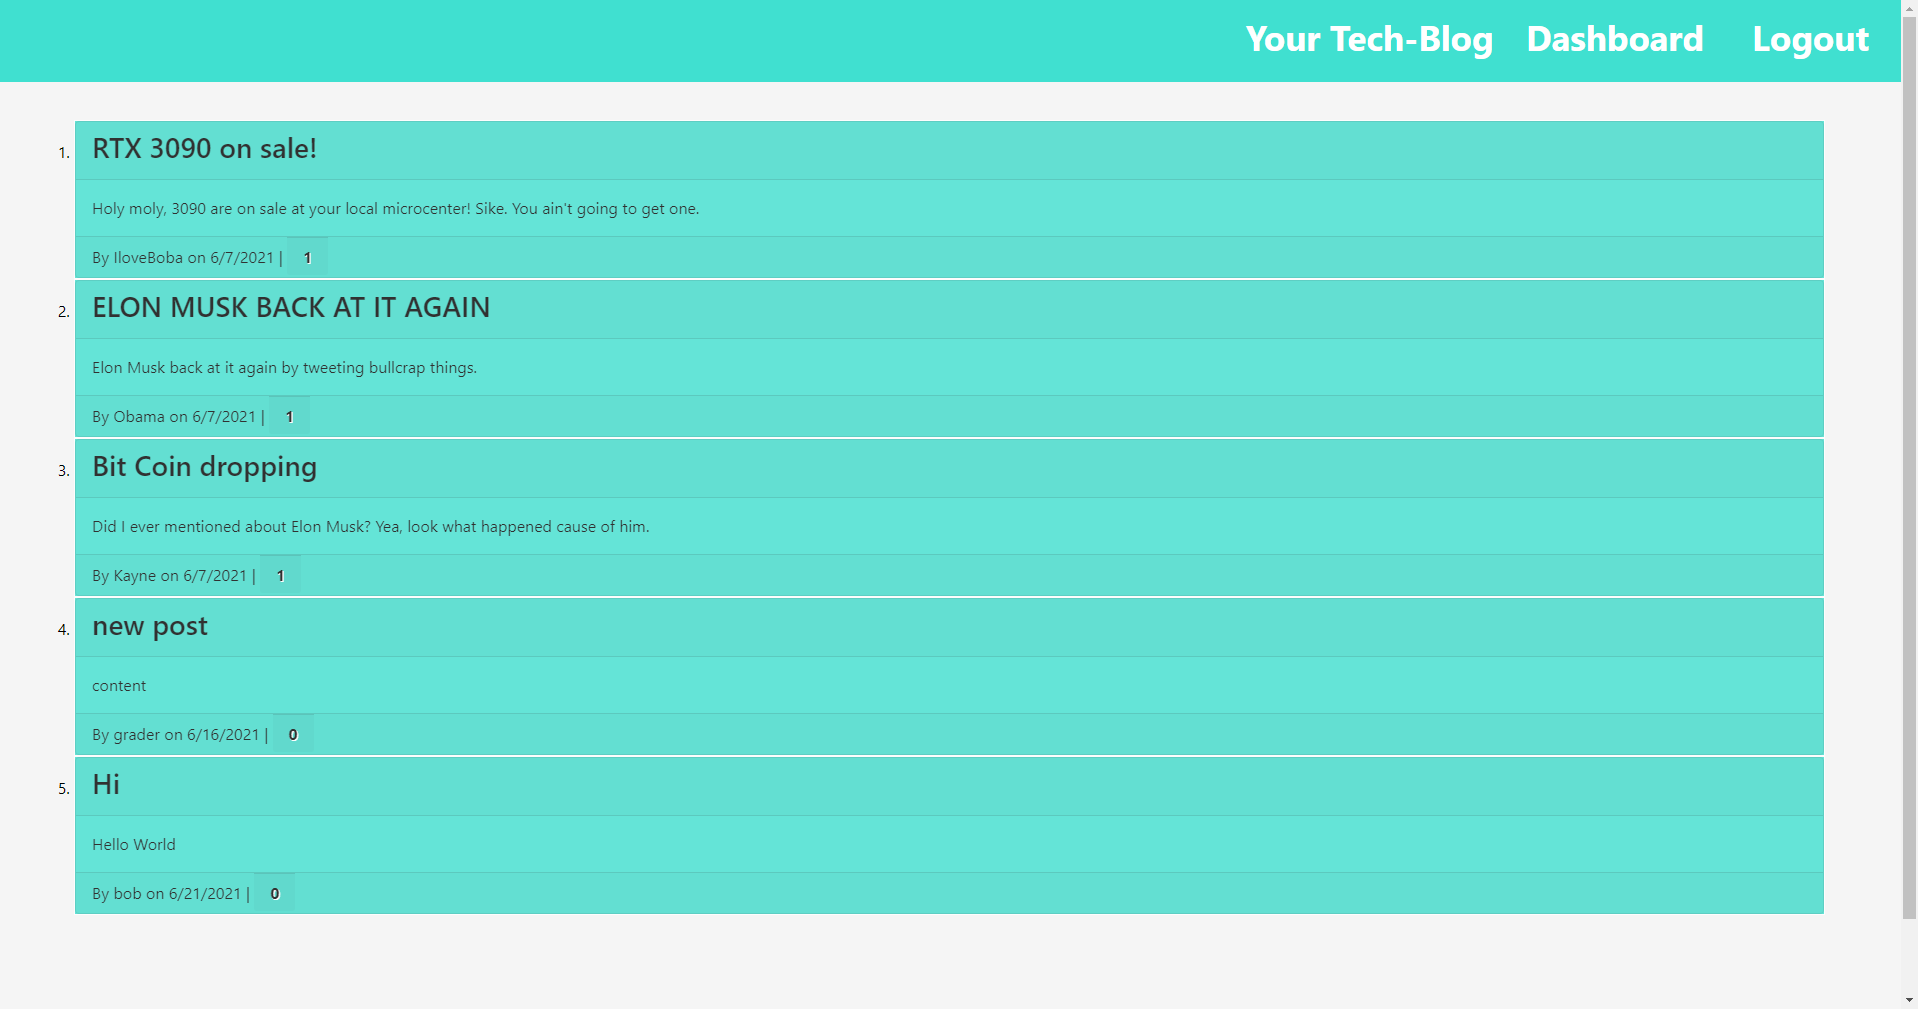 Your Tech-Blog Dashboard Logout
1. RTX 3090 on sale!
Holy moly, 3090 are on sale at your local microcenter! Sike. You ain't going to get one.
By IloveBoba on 6/7/2021 | 1
2. ELON MUSK BACK AT IT AGAIN
Elon Musk back at it again by tweeting bullcrap things.
By Obama on 6/7/2021 | 1
3. Bit Coin dropping
Did I ever mentioned about Elon Musk? Yea, look what happened cause of him.
By Kayne on 6/7/2021 | 1
4. new post
content
By grader on 6/16/2021 | 0
5. Hi
Hello World
By bob on 6/21/2021 | 0